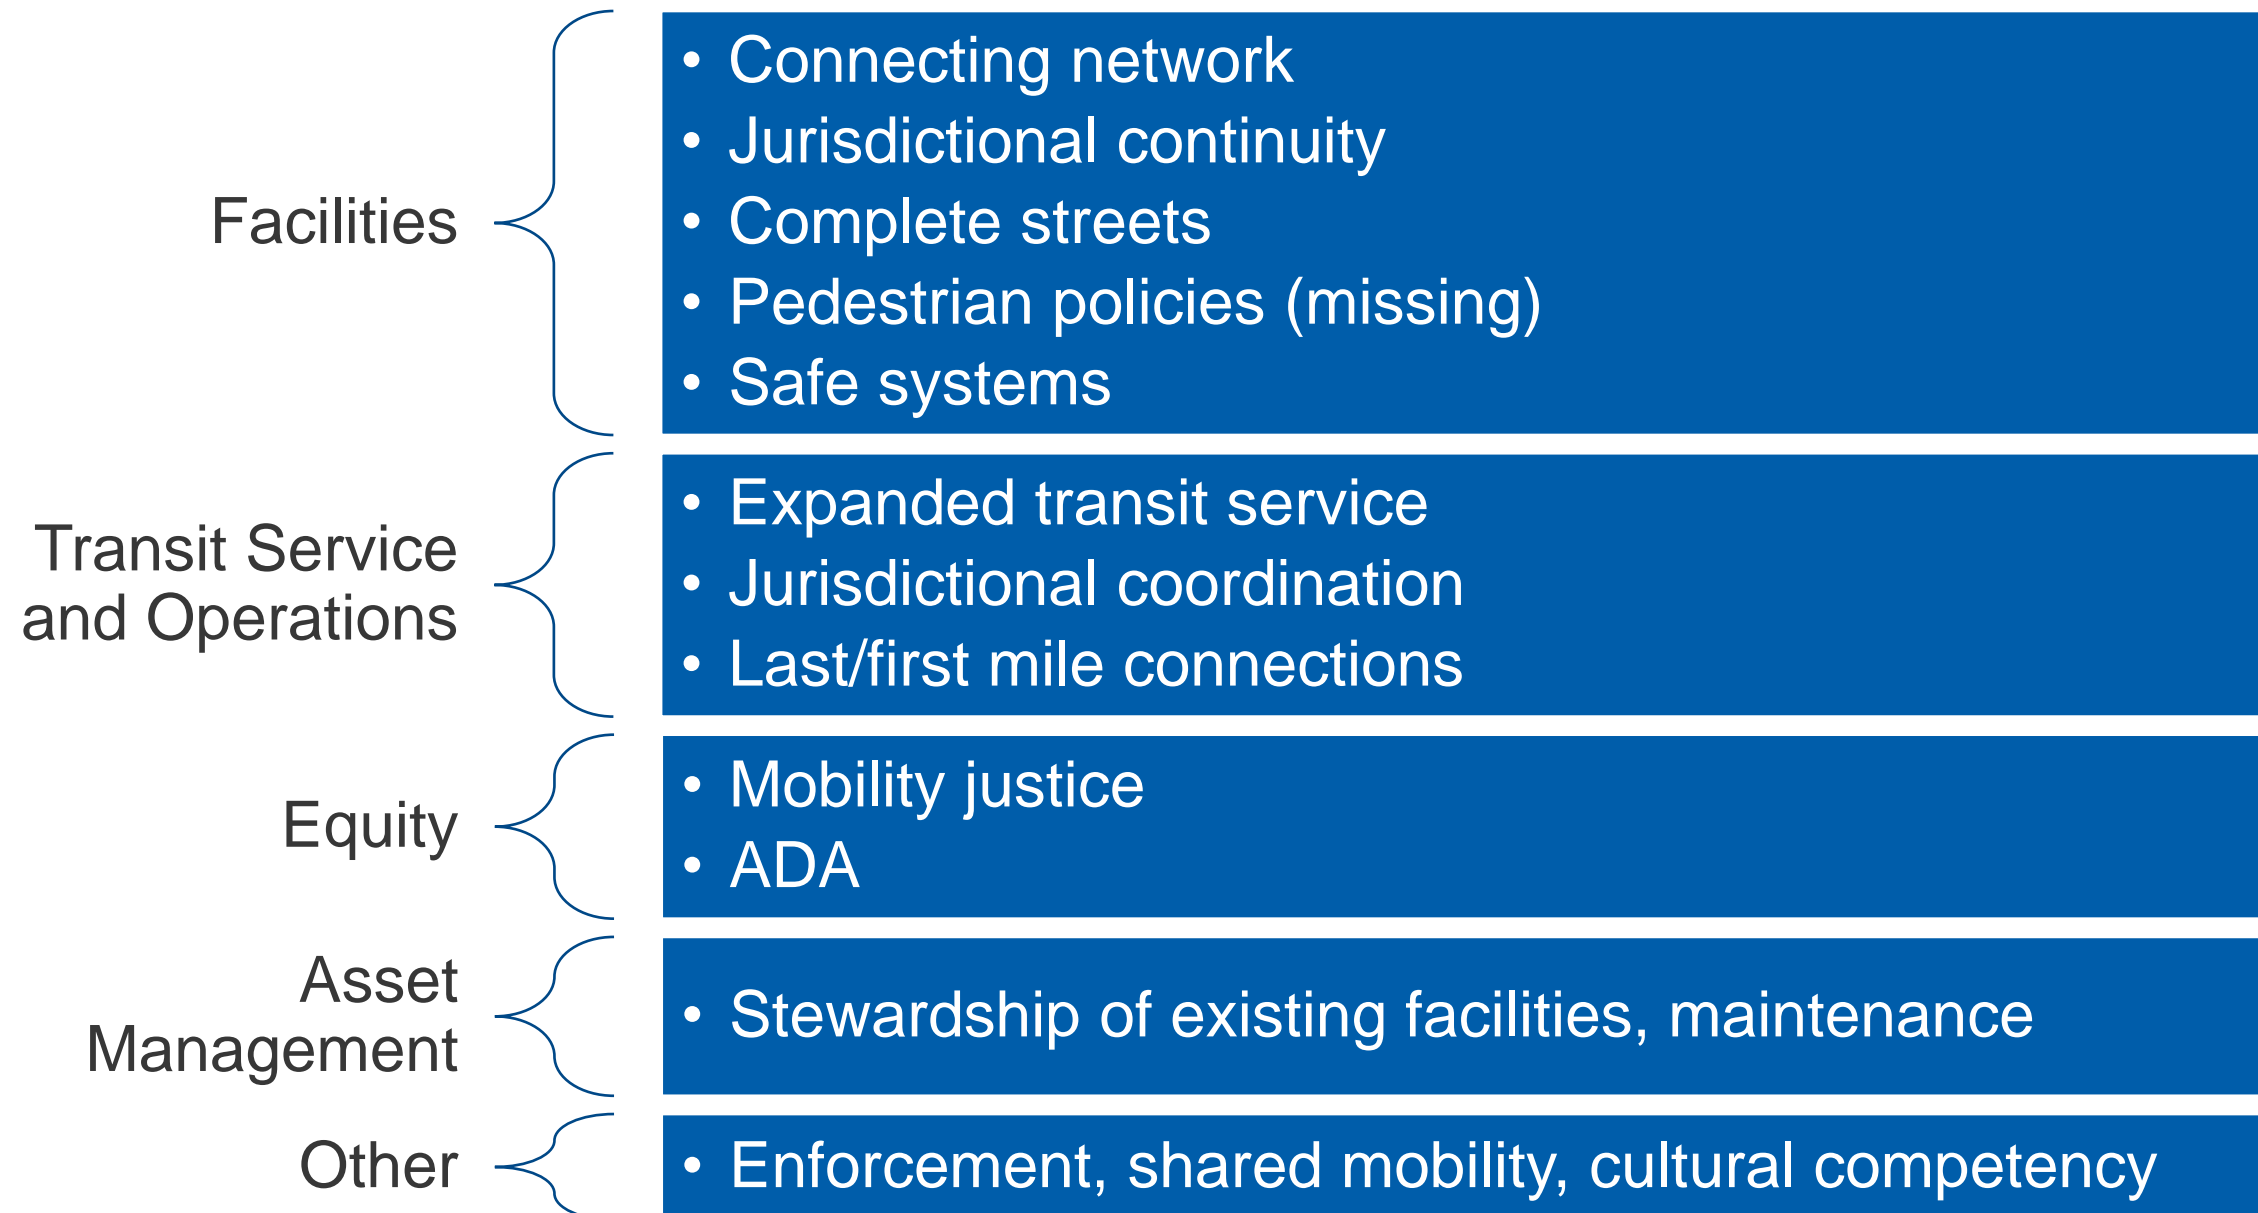 Facilities
• Connecting network
• Jurisdictional continuity
• Complete streets
• Pedestrian policies (missing)
• Safe systems
Transit Service
and Operations
• Expanded transit service
• Jurisdictional coordination
• Last/first mile connections
Equity
• Mobility justice
• ADA
Asset
Management
• Stewardship of existing facilities, maintenance
Other
• Enforcement, shared mobility, cultural competency